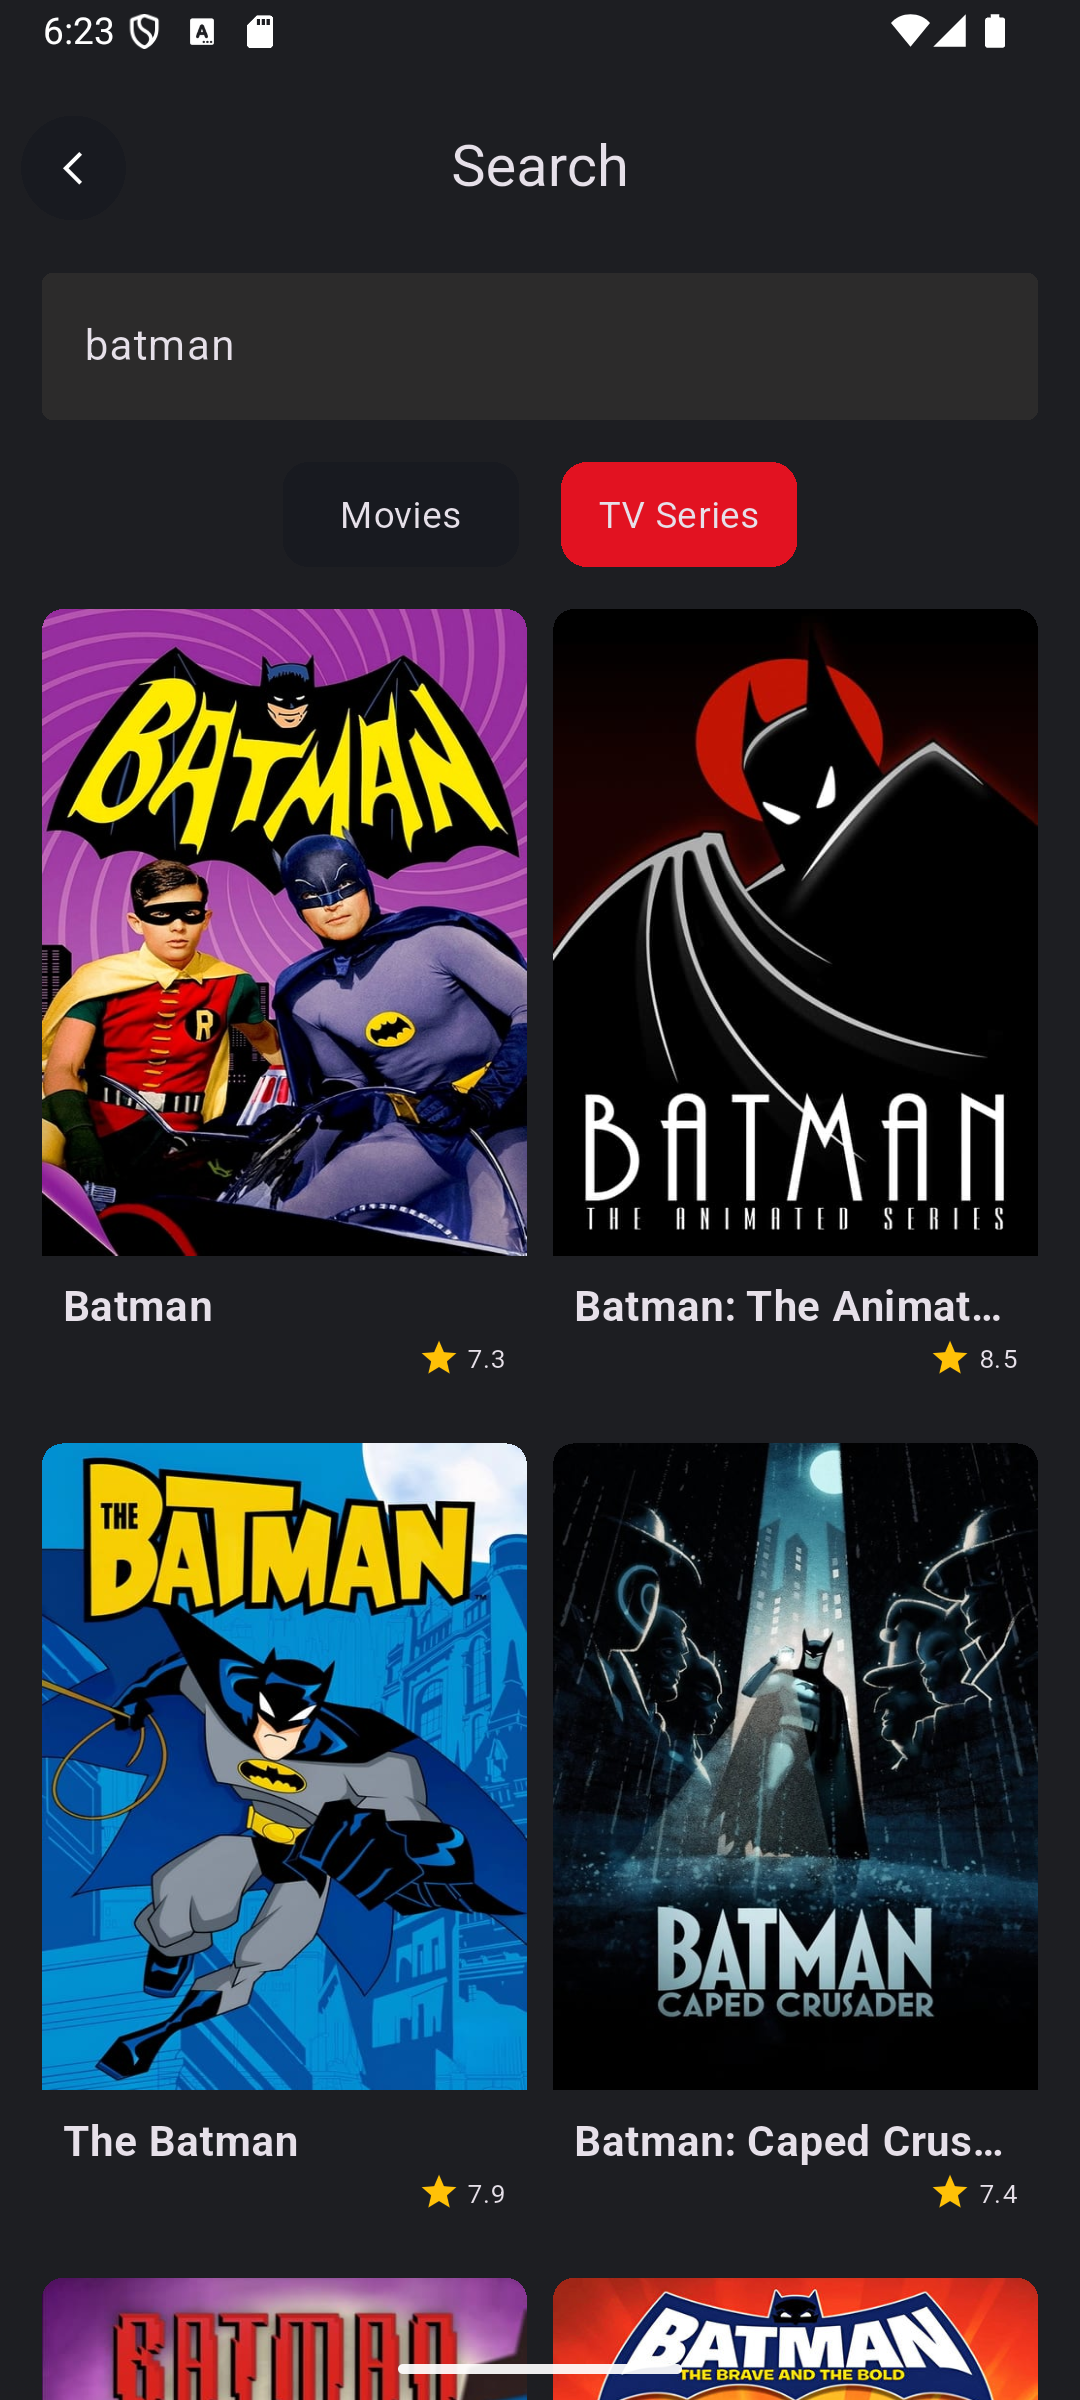 6:23
Search
batman
Movies
TV Series
BATMAN
R
BATMAN
THE ANIMATED SERIES
Batman
7.3
Batman: The Animat...
8.5
THE
BATMAN
TM
BATMAN
CAPED CRUSADER
The Batman
7.9
Batman: Caped Crus...
7.4
BATMAN
BATMAN
THE BRAVE AND THE BOLD